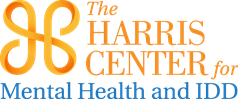 The
HARRIS
CENTER for
Mental Health and IDD